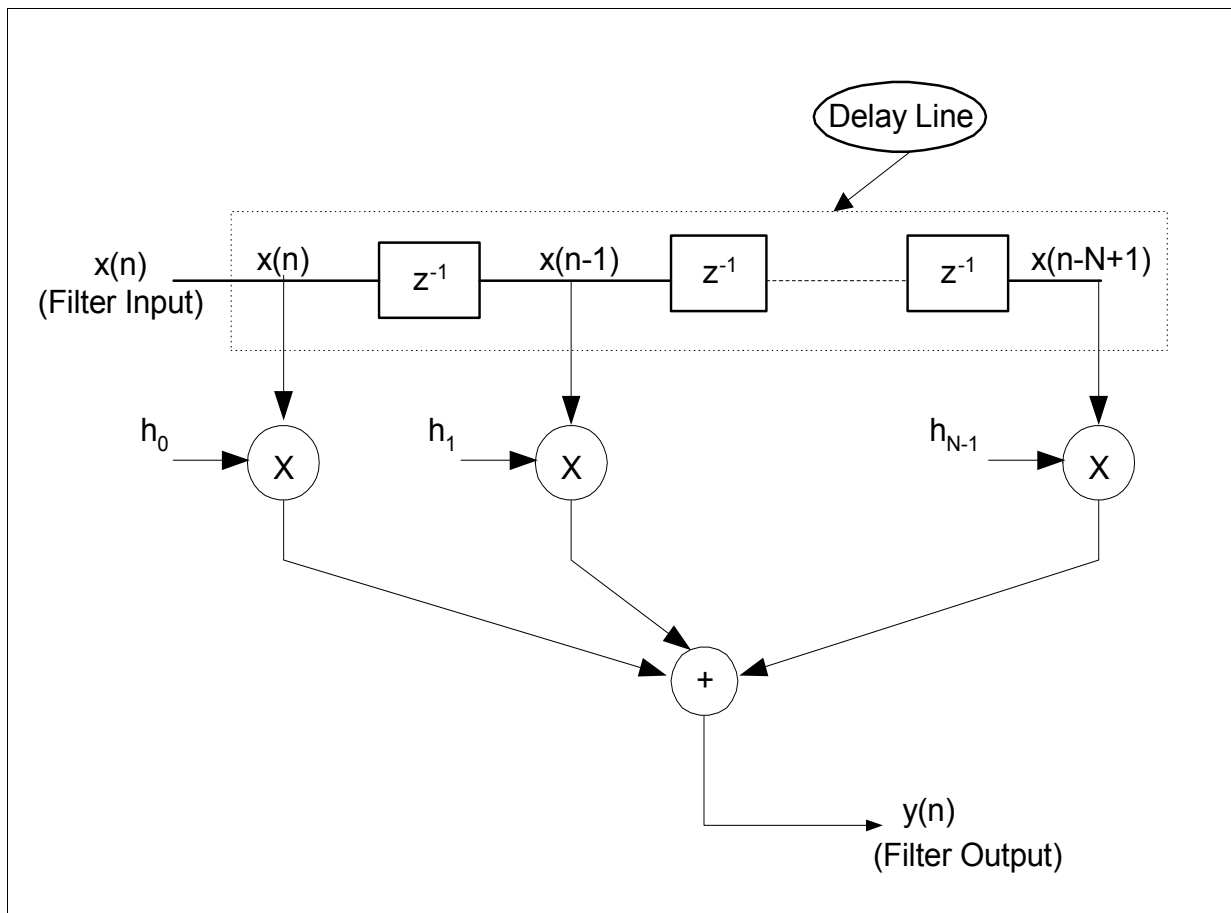 Delay Line
x(n)
(Filter Input)
x(n)
z⁻¹
x(n-1)
z⁻¹
z⁻¹
x(n-N+1)
h₀
X
h₁
X
hN-1
X
+
y(n)
(Filter Output)